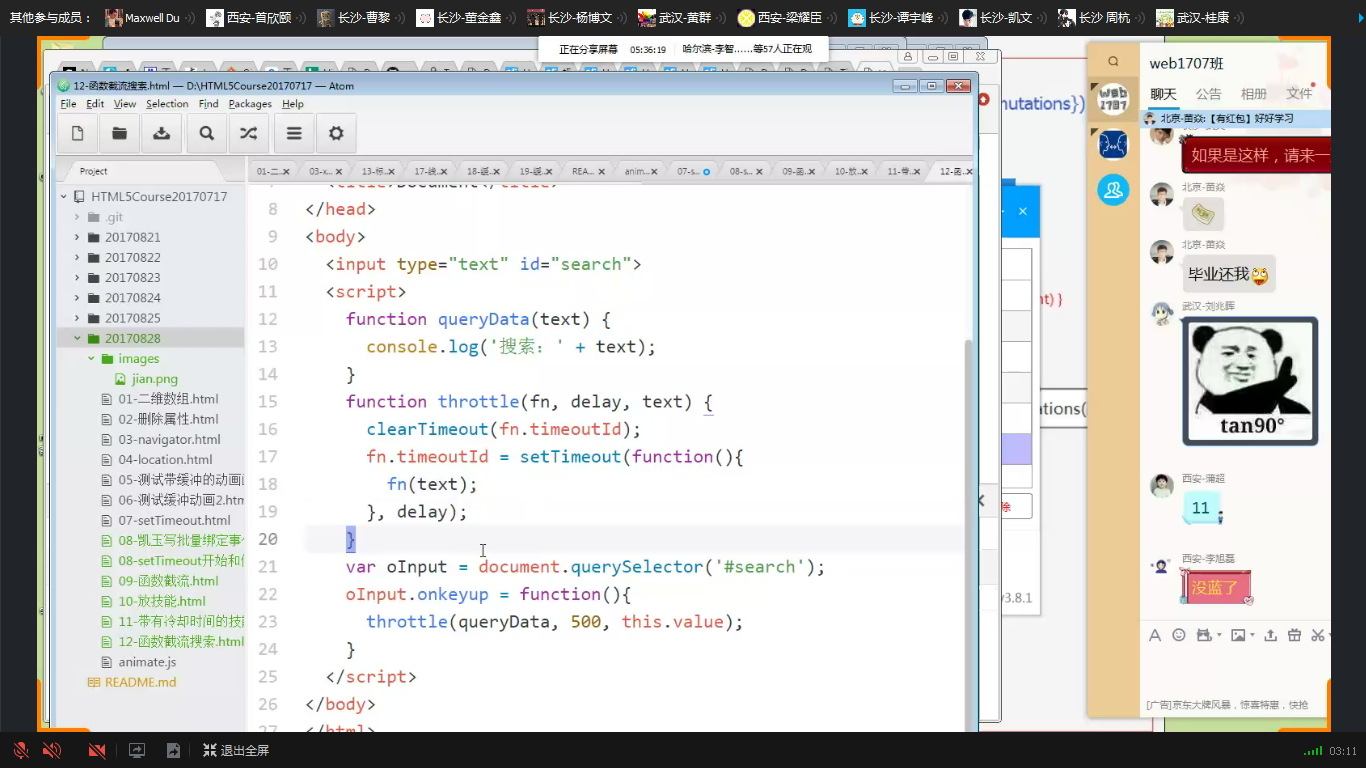 其他参与成员：
Maxwell Du
西安-首欣颐
长沙-曹黎
长沙-董金鑫
长沙-杨博文
武汉-黄群
西安-梁耀臣
长沙-谭宇峰
长沙-凯文
长沙 周杭
武汉-桂康
正在分享屏幕 05:36:19 哈尔滨-李智......等57人正在观
12-函数截流搜索.html — D:\HTML5Course20170717 — Atom
File Edit View Selection Find Packages Help
Project
01-二...
03-x...
13-标...
17-线...
REA...
anim...
07-s...
08-s...
09-函...
10-放...
11-带...
12-函...
HTML5Course20170717
.git
20170821
20170822
20170823
20170824
20170825
20170828
images
jian.png
01-二维数组.html
02-删除属性.html
03-navigator.html
04-location.html
05-测试带缓冲的动画
06-测试缓冲动画2.htm
07-setTimeout.html
08-凯玉写批量绑定事
08-setTimeout开始和
09-函数截流.html
10-放技能.html
11-带有冷却时间的技
12-函数截流搜索.html
animate.js
README.md
<title>Document</title>
8 </head>
9 <body>
10 <input type="text" id="search">
11 <script>
12 function queryData(text) {
13 console.log('搜索: ' + text);
14 }
15 function throttle(fn, delay, text) {
16 clearTimeout(fn.timeoutId);
17 fn.timeoutId = setTimeout(function(){
18 fn(text);
19 }, delay);
20 }
21 var oInput = document.querySelector('#search');
22 oInput.onkeyup = function(){
23 throttle(queryData, 500, this.value);
24 }
25 </script>
26 </body>
27 </html>
nutations})
nt) }
ations(
除
v3.8.1
web1707班
聊天 公告 相册 文件
web
1707
北京-苗焱:【有红包】好好学习
如果是这样，请来一
北京-苗焱
北京-苗焱
毕业还我
武汉-刘兆晖
tan90°
西安-蒲超
11
西安-李旭磊
没蓝了
[广告]京东大牌风暴，惊喜特惠，快抢
退出全屏
03:11